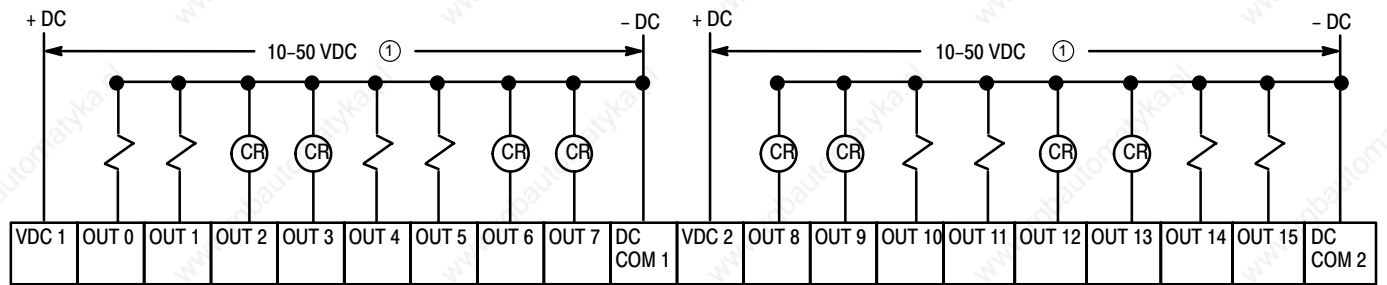 + DC
– DC
+ DC
– DC
10–50 VDC ①
10–50 VDC ①
CR
CR
CR
CR
CR
CR
CR
CR
VDC 1
OUT 0
OUT 1
OUT 2
OUT 3
OUT 4
OUT 5
OUT 6
OUT 7
DC
COM 1
VDC 2
OUT 8
OUT 9
OUT 10
OUT 11
OUT 12
OUT 13
OUT 14
OUT 15
DC
COM 2